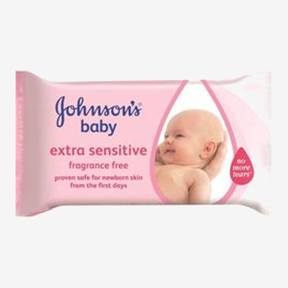 Johnson's®
baby
extra sensitive
fragrance free
proven safe for newborn skin
from the first days
no
more
tears®